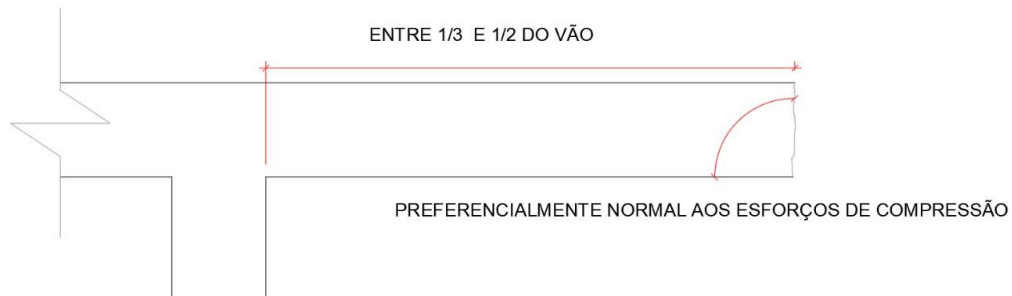 ENTRE 1/3 E 1/2 DO VÃO
PREFERENCIALMENTE NORMAL AOS ESFORÇOS DE COMPRESSÃO